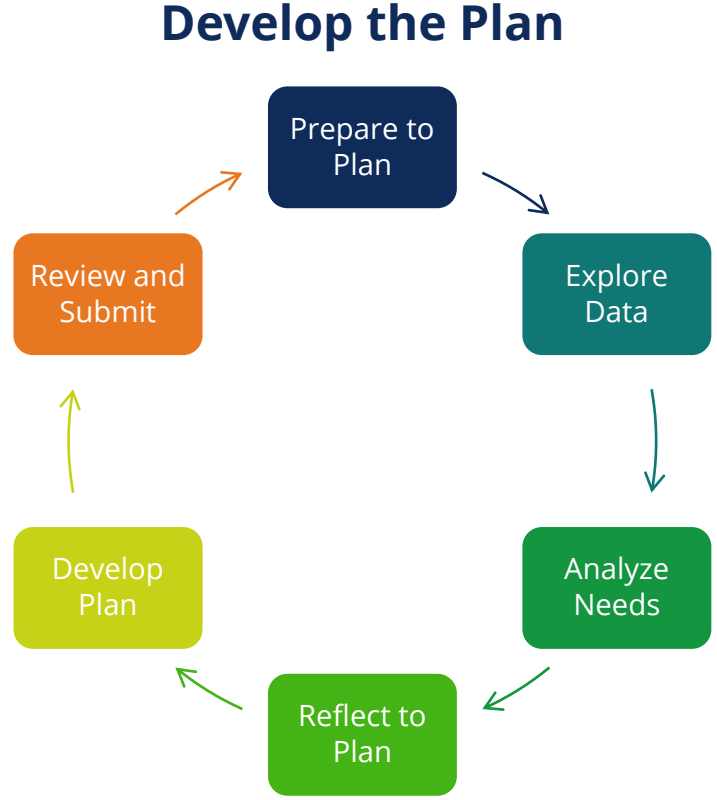 Develop the Plan
Prepare to
Plan
Explore
Data
Analyze
Needs
Reflect to
Plan
Develop
Plan
Review and
Submit